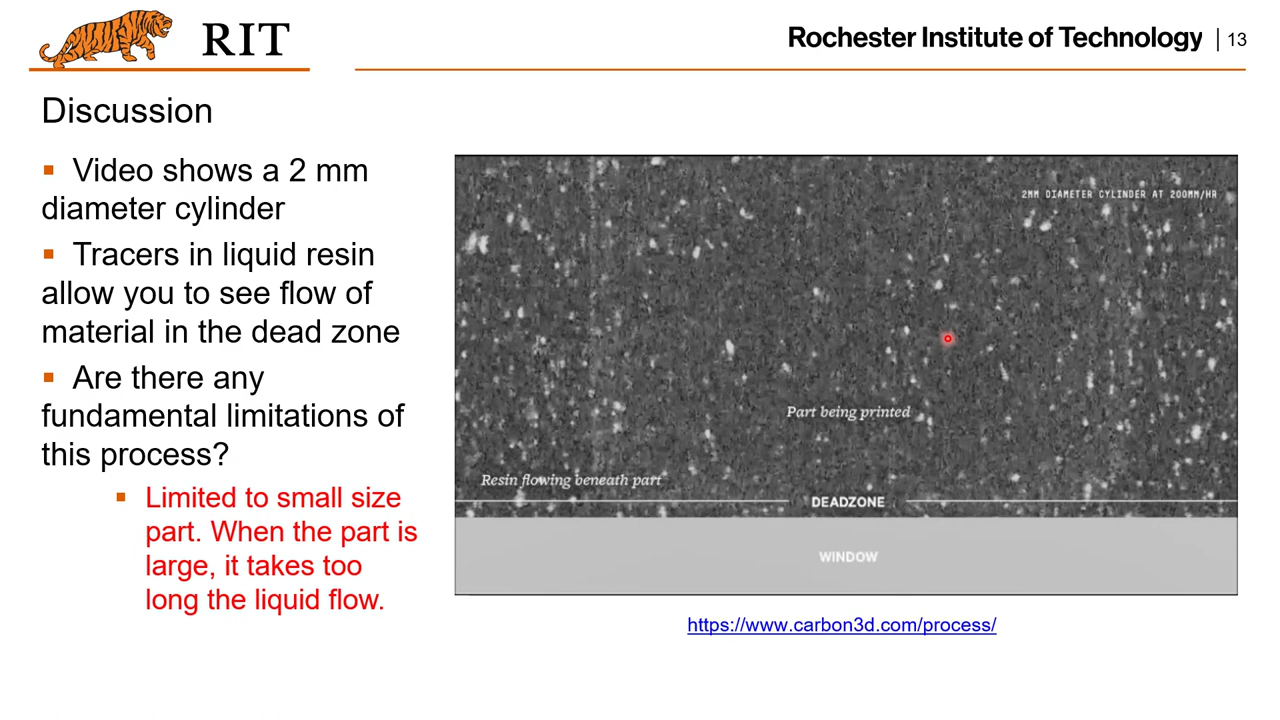 RIT
Rochester Institute of Technology | 13
Discussion
▪ Video shows a 2 mm
diameter cylinder
▪ Tracers in liquid resin
allow you to see flow of
material in the dead zone
▪ Are there any
fundamental limitations of
this process?
▪ Limited to small size
part. When the part is
large, it takes too
long the liquid flow.
2MM DIAMETER CYLINDER AT 200MM/HR
Part being printed
Resin flowing beneath part
DEADZONE
WINDOW
https://www.carbon3d.com/process/